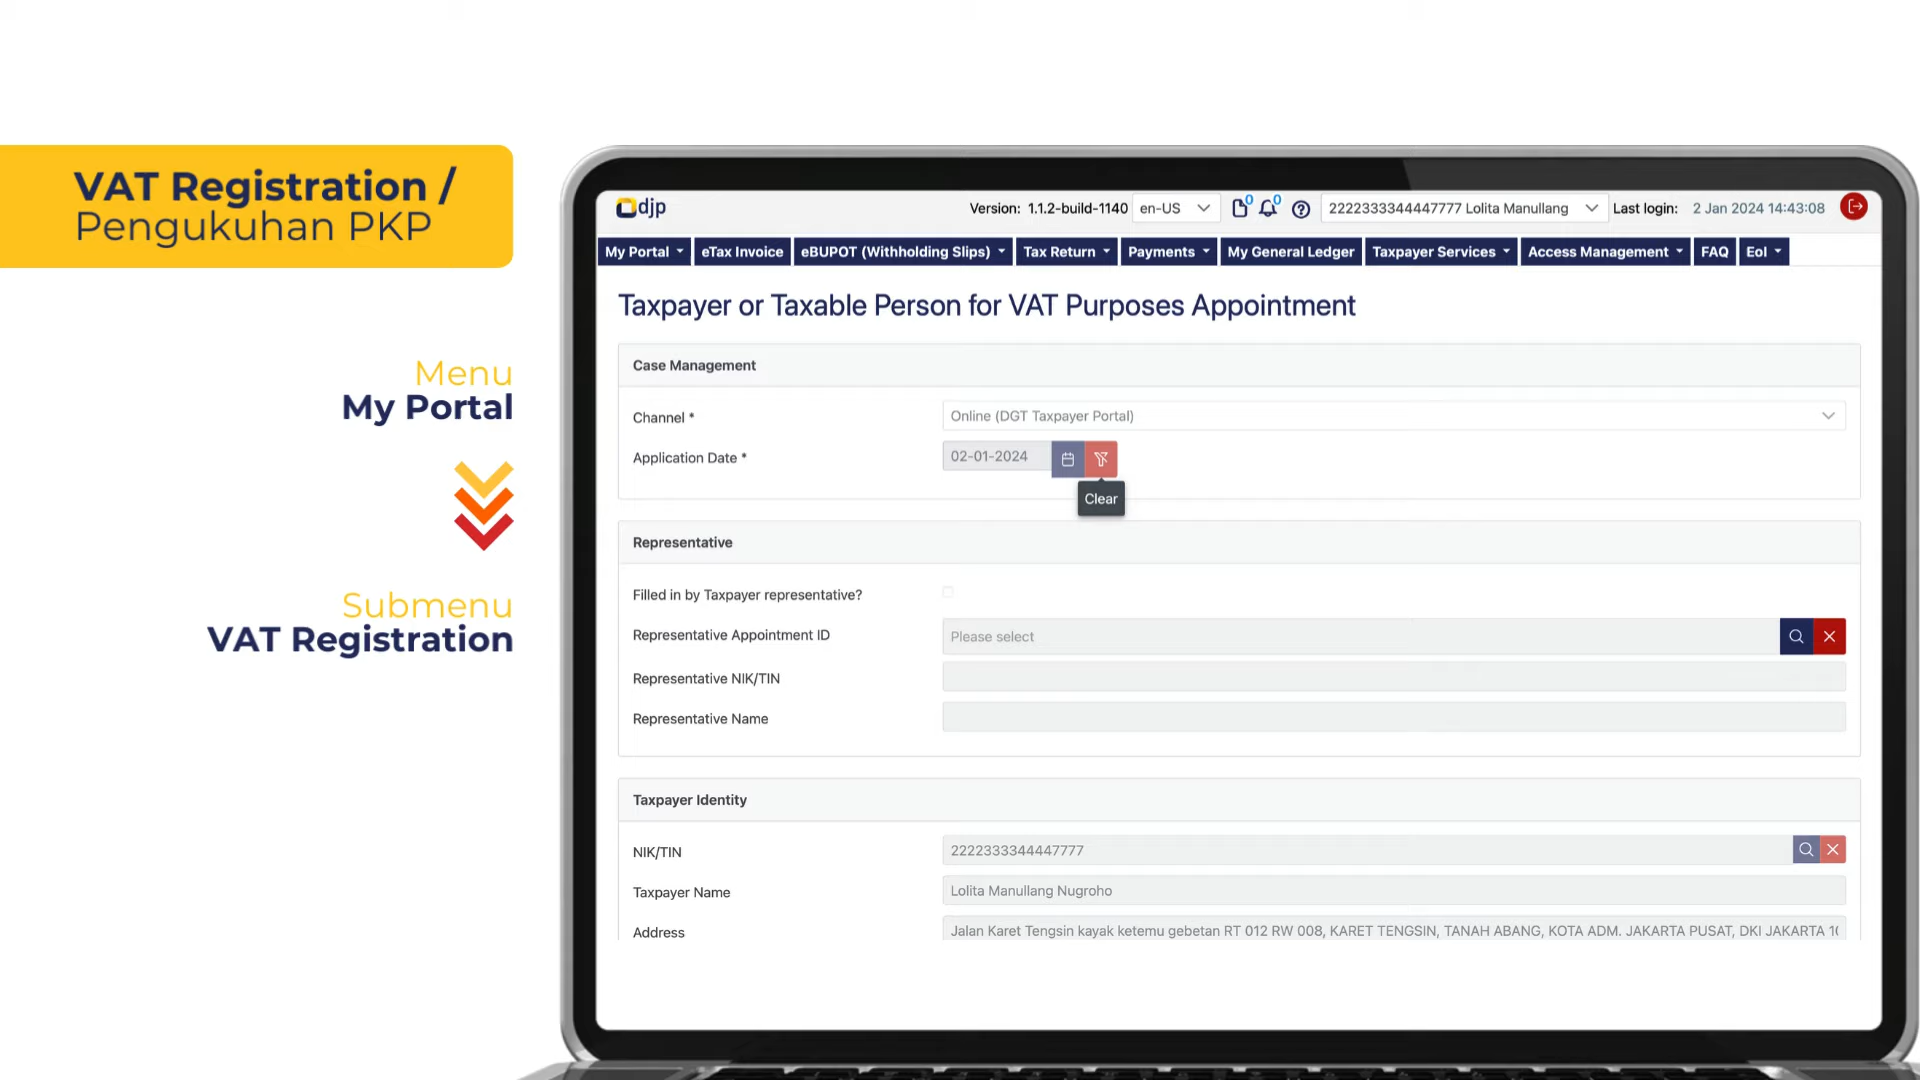 VAT Registration /
Pengukuhan PKP
Menu
My Portal
Submenu
VAT Registration
djp
Version: 1.1.2-build-1140 en-US 0 0 2222333344447777 Lolita Manullang Last login: 2 Jan 2024 14:43:08
My Portal eTax Invoice eBUPOT (Withholding Slips) Tax Return Payments My General Ledger Taxpayer Services Access Management FAQ EoI
Taxpayer or Taxable Person for VAT Purposes Appointment
Case Management
Channel * Online (DGT Taxpayer Portal)
Application Date * 02-01-2024
Clear
Representative
Filled in by Taxpayer representative?
Representative Appointment ID Please select
Representative NIK/TIN
Representative Name
Taxpayer Identity
NIK/TIN 2222333344447777
Taxpayer Name Lolita Manullang Nugroho
Address Jalan Karet Tengsin kayak ketemu gebetan RT 012 RW 008, KARET TENGSIN, TANAH ABANG, KOTA ADM. JAKARTA PUSAT, DKI JAKARTA